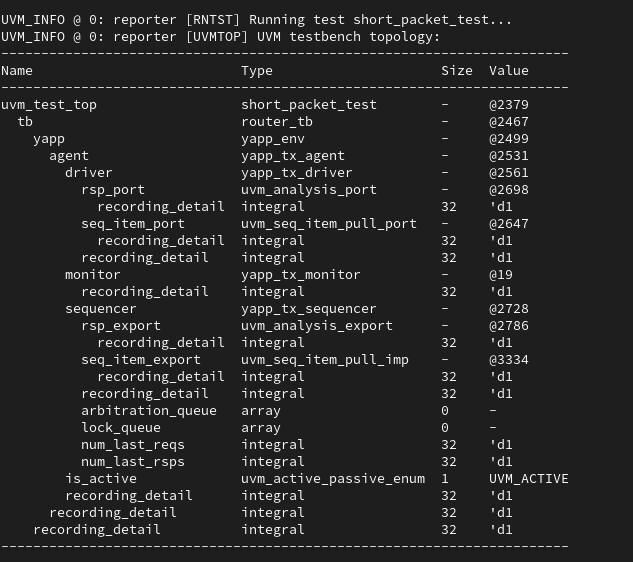 UVM_INFO @ 0: reporter [RNTST] Running test short_packet_test...
UVM_INFO @ 0: reporter [UVMTOP] UVM testbench topology:
-----------------------------------------------------------------------
Name                          Type                     Size  Value
-----------------------------------------------------------------------
uvm_test_top                  short_packet_test        -     @2379
  tb                          router_tb                -     @2467
    yapp                      yapp_env                 -     @2499
      agent                   yapp_tx_agent            -     @2531
        driver                yapp_tx_driver           -     @2561
          rsp_port            uvm_analysis_port        -     @2698
            recording_detail  integral                 32    'd1
          seq_item_port       uvm_seq_item_pull_port   -     @2647
            recording_detail  integral                 32    'd1
          recording_detail    integral                 32    'd1
        monitor               yapp_tx_monitor          -     @19
          recording_detail    integral                 32    'd1
        sequencer             yapp_tx_sequencer        -     @2728
          rsp_export          uvm_analysis_export      -     @2786
            recording_detail  integral                 32    'd1
          seq_item_export     uvm_seq_item_pull_imp    -     @3334
            recording_detail  integral                 32    'd1
          recording_detail    integral                 32    'd1
          arbitration_queue   array                    0     -
          lock_queue          array                    0     -
          num_last_reqs       integral                 32    'd1
          num_last_rsps       integral                 32    'd1
        is_active             uvm_active_passive_enum  1     UVM_ACTIVE
        recording_detail      integral                 32    'd1
      recording_detail        integral                 32    'd1
    recording_detail          integral                 32    'd1
-----------------------------------------------------------------------